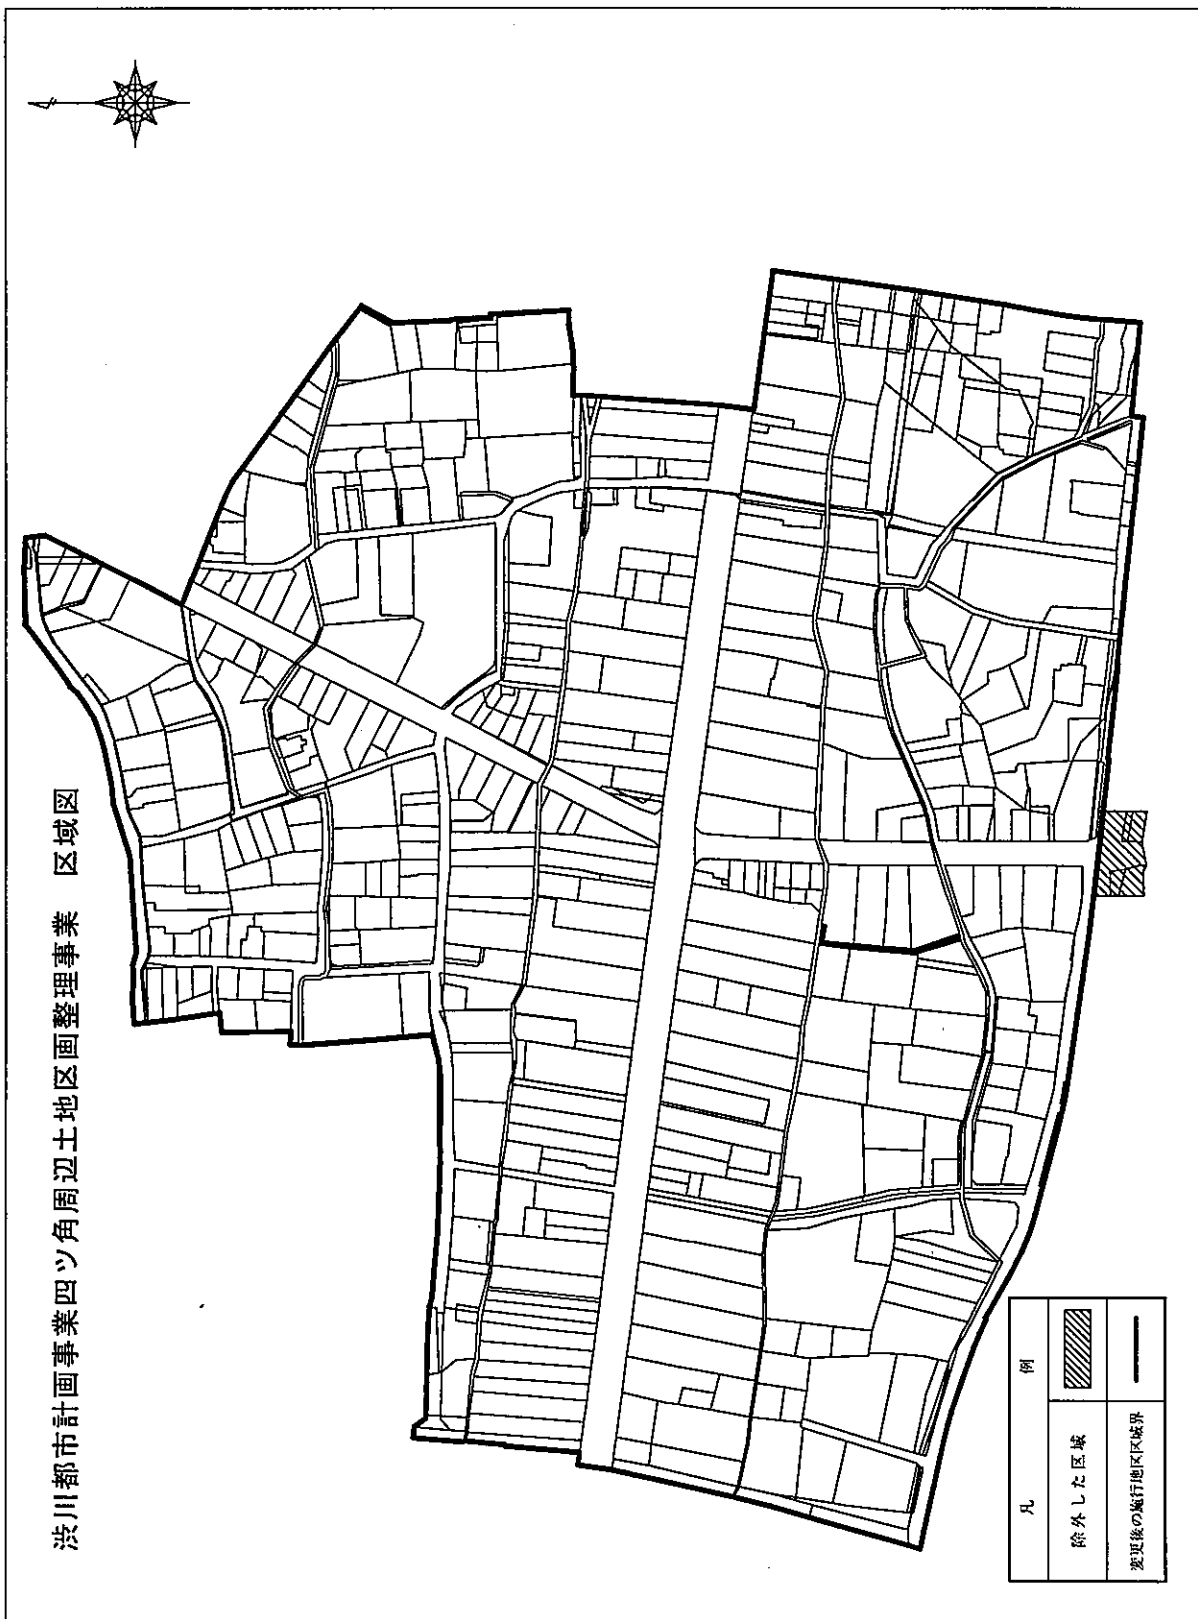 渋川都市計画事業四ツ角周辺土地区画整理事業　区域図
凡　例
除外した区域
変更後の施行地区区域界